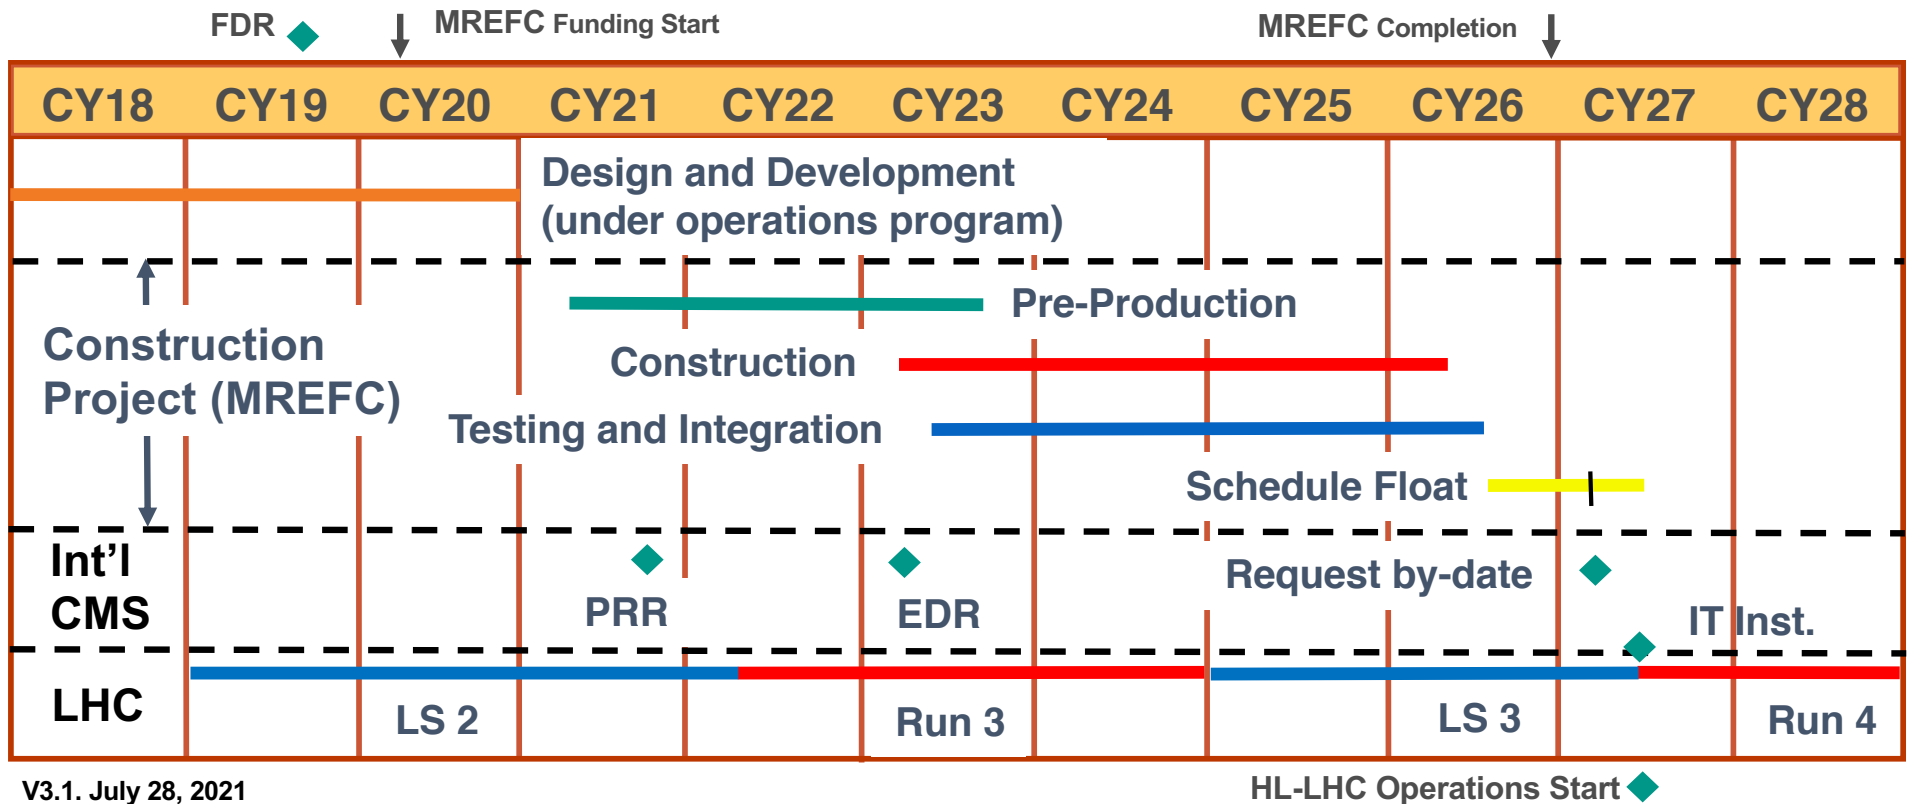 FDR
MREFC Funding Start
MREFC Completion
CY18 CY19 CY20 CY21 CY22 CY23 CY24 CY25 CY26 CY27 CY28
Design and Development
(under operations program)
Pre-Production
Construction
Project (MREFC)
Construction
Testing and Integration
Schedule Float
Int'l
CMS
PRR
EDR
Request by-date
IT Inst.
LHC
LS 2
Run 3
LS 3
Run 4
V3.1. July 28, 2021
HL-LHC Operations Start